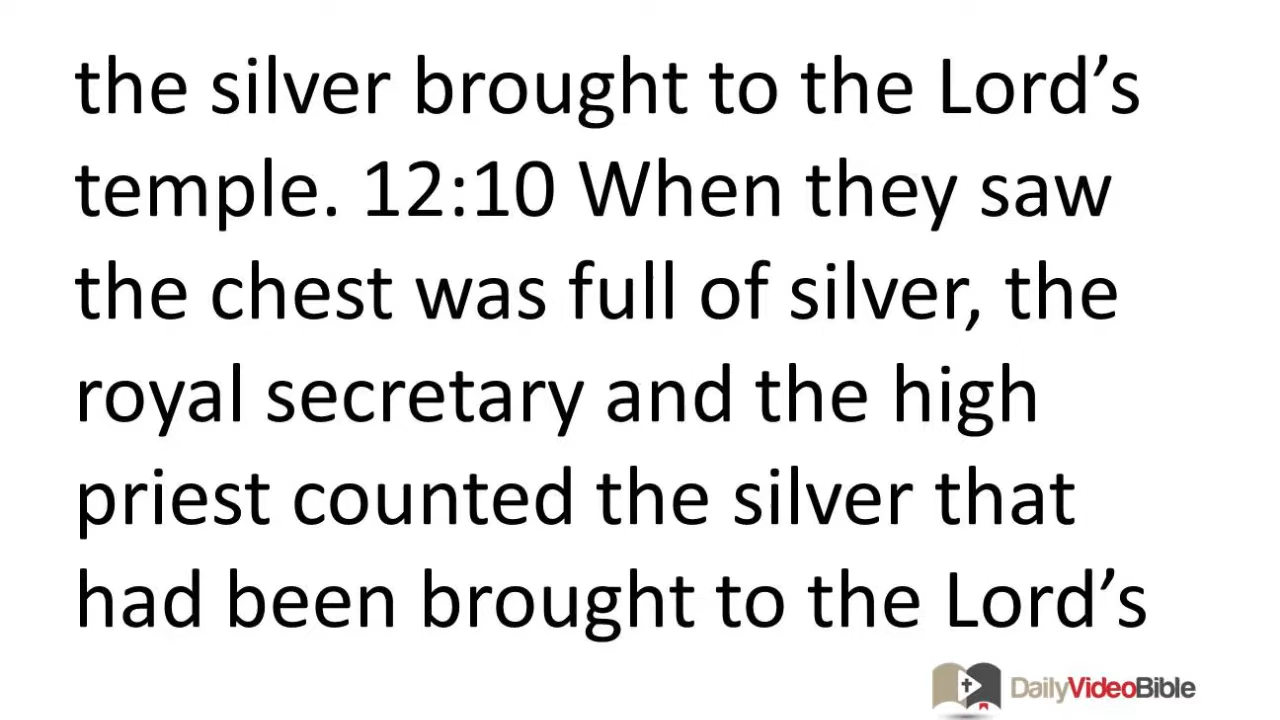 the silver brought to the Lord’s
temple. 12:10 When they saw
the chest was full of silver, the
royal secretary and the high
priest counted the silver that
had been brought to the Lord’s
DailyVideoBible